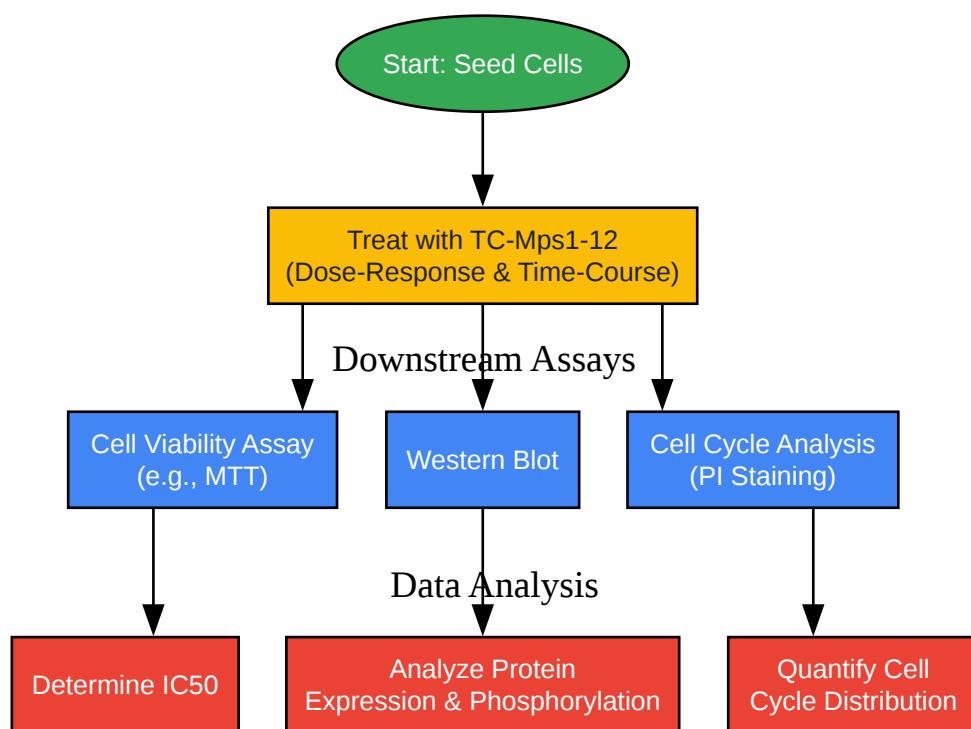 Start: Seed Cells
Treat with TC-Mps1-12
(Dose-Response & Time-Course)
Downstream Assays
Cell Viability Assay
(e.g., MTT)
Western Blot
Cell Cycle Analysis
(PI Staining)
Data Analysis
Determine IC50
Analyze Protein
Expression & Phosphorylation
Quantify Cell
Cycle Distribution